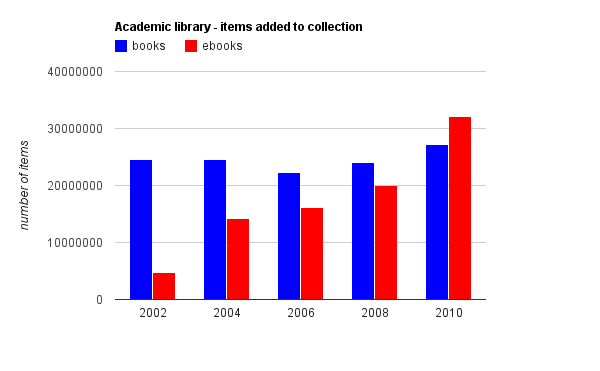 Academic library - items added to collection
books ebooks
40000000
30000000
20000000
10000000
0
number of items
2002 2004 2006 2008 2010